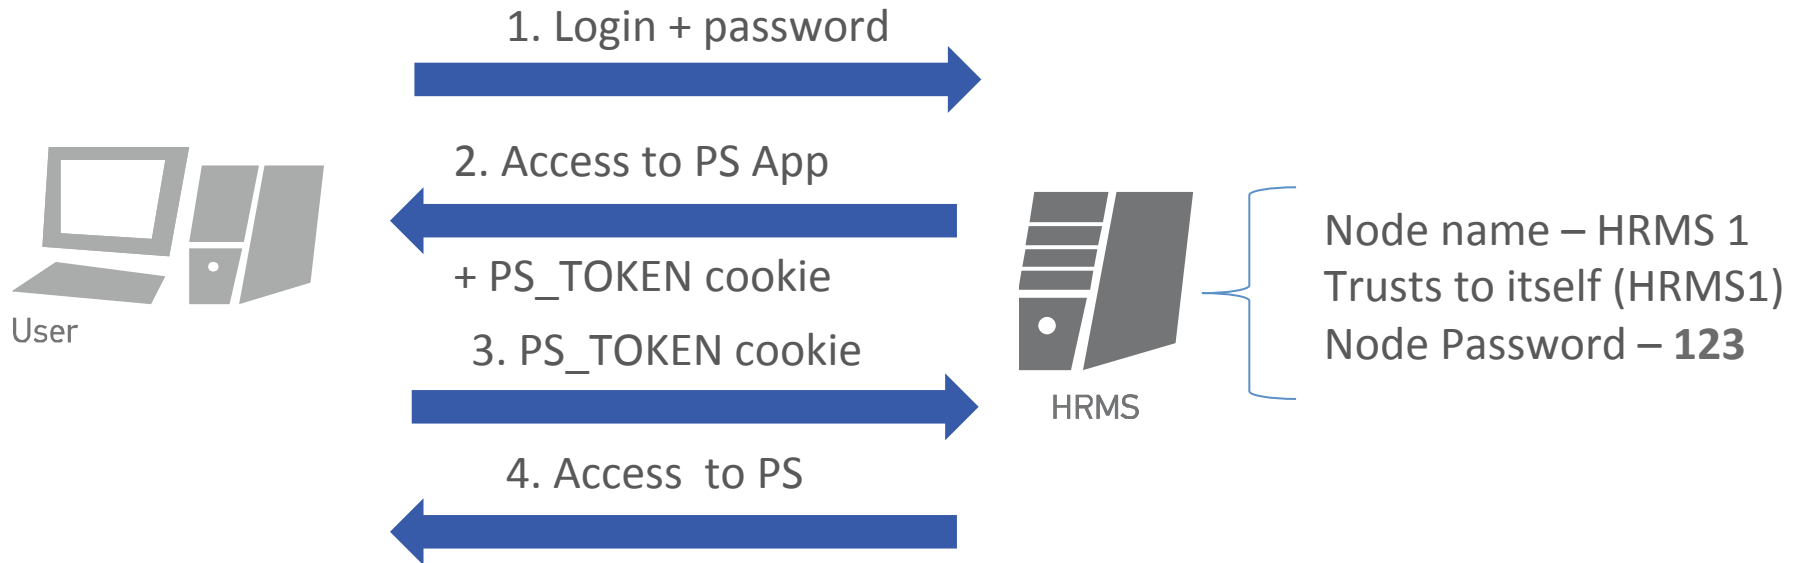 1. Login + password
2. Access to PS App
+ PS_TOKEN cookie
3. PS_TOKEN cookie
4. Access  to PS
User
HRMS
Node name – HRMS 1
Trusts to itself (HRMS1)
Node Password – 123